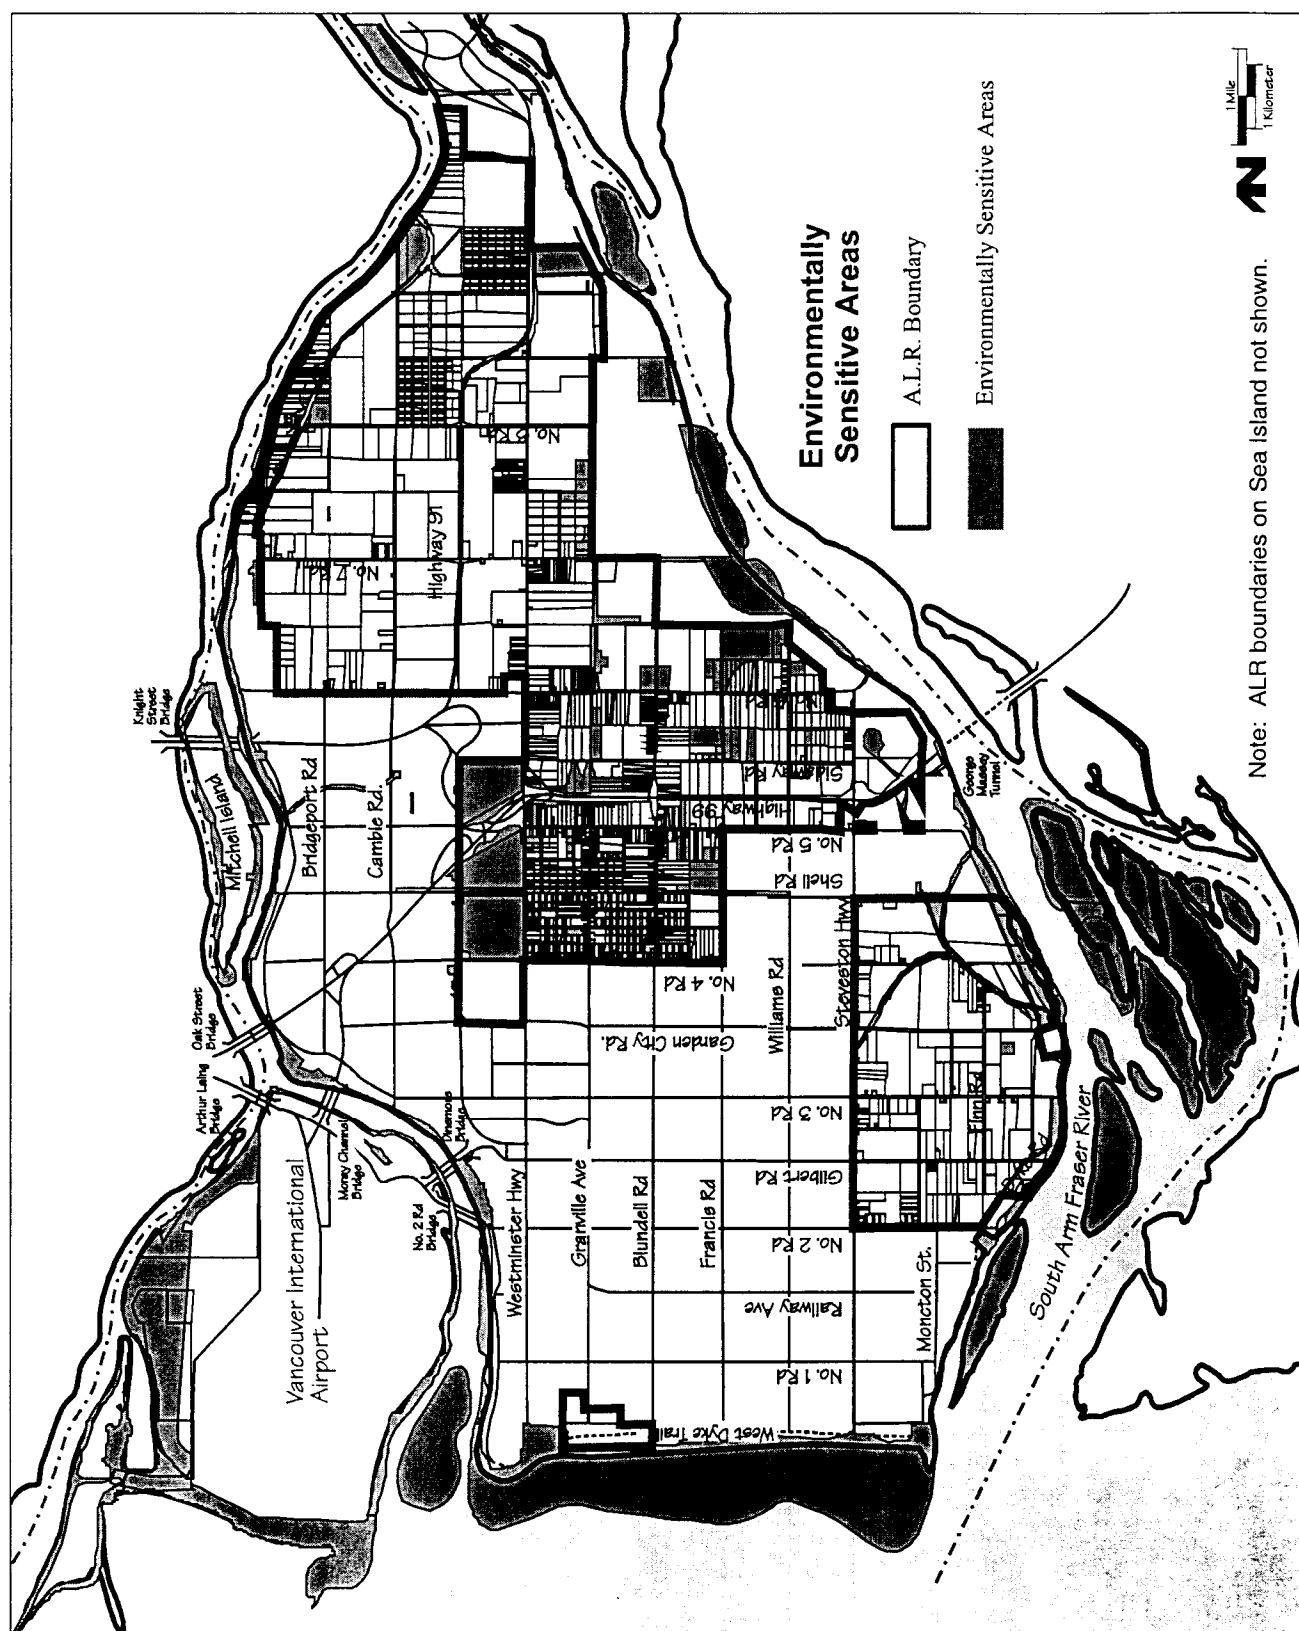 Environmentally
Sensitive Areas
A.L.R. Boundary
Environmentally Sensitive Areas
Note: ALR boundaries on Sea Island not shown.
1 Mile
1 Kilometer
N
Knight
Street
Bridge
Mitchell Island
Oak Street
Bridge
Arthur Laing
Bridge
Moray Channel
Bridge
Dinsmore
Bridge
No. 2 Rd
Bridge
Vancouver International
Airport
Bridgeport Rd
Cambie Rd.
Highway 91
Westminster Hwy
Granville Ave
Blundell Rd
Francis Rd
Williams Rd
Steveston Hwy
Moncton St.
Finn Rd
No. 7 Rd
Sidaway Rd
Highway 99
No. 5 Rd
Shell Rd
No. 4 Rd
Garden City Rd.
No. 3 Rd
Gilbert Rd
No. 2 Rd
Railway Ave
No. 1 Rd
West Dyke Trail
George
Massey
Tunnel
South Arm Fraser River